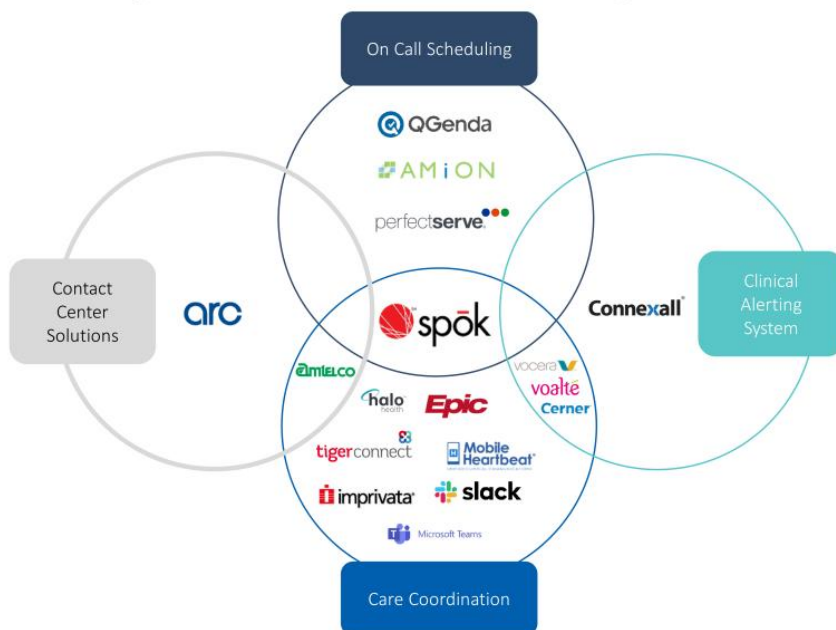 On Call Scheduling
QGenda
AMiON
perfectserve.
Contact
Center
Solutions
arc
spōk
Connexall
Clinical
Alerting
System
amtelco
vocera
voalté
Cerner
halo
health
Epic
tigerconnect
Mobile
Heartbeat
imprivata
slack
Microsoft Teams
Care Coordination